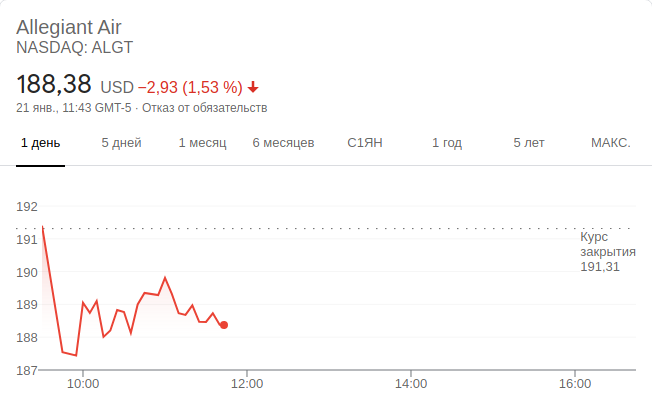 Allegiant Air
NASDAQ: ALGT
188,38 USD −2,93 (1,53 %)
21 янв., 11:43 GMT-5 · Отказ от обязательств
1 день 5 дней 1 месяц 6 месяцев С1ЯН 1 год 5 лет МАКС.
192
191
190
189
188
187
Курс
закрытия
191,31
10:00 12:00 14:00 16:00